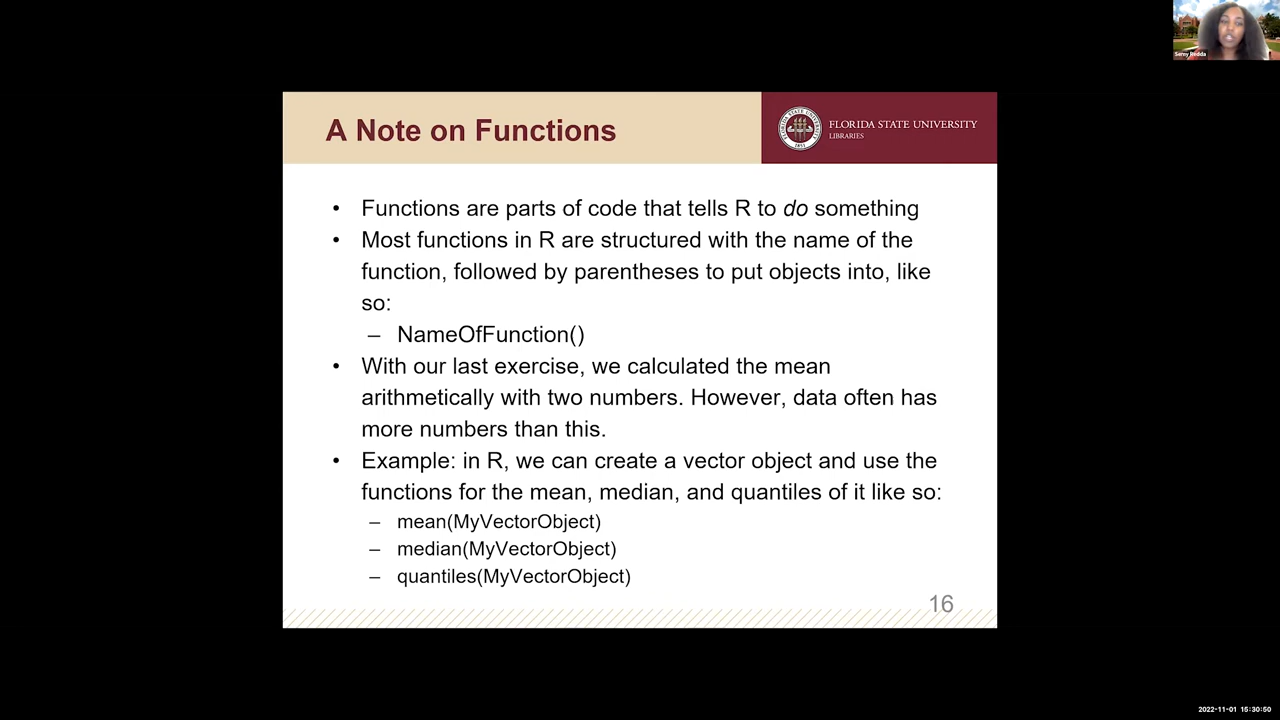 Samy Redda
A Note on Functions
FLORIDA STATE UNIVERSITY
LIBRARIES
• Functions are parts of code that tells R to do something
• Most functions in R are structured with the name of the
function, followed by parentheses to put objects into, like
so:
– NameOfFunction()
• With our last exercise, we calculated the mean
arithmetically with two numbers. However, data often has
more numbers than this.
• Example: in R, we can create a vector object and use the
functions for the mean, median, and quantiles of it like so:
– mean(MyVectorObject)
– median(MyVectorObject)
– quantiles(MyVectorObject)
16
2022-11-01 15:30:50